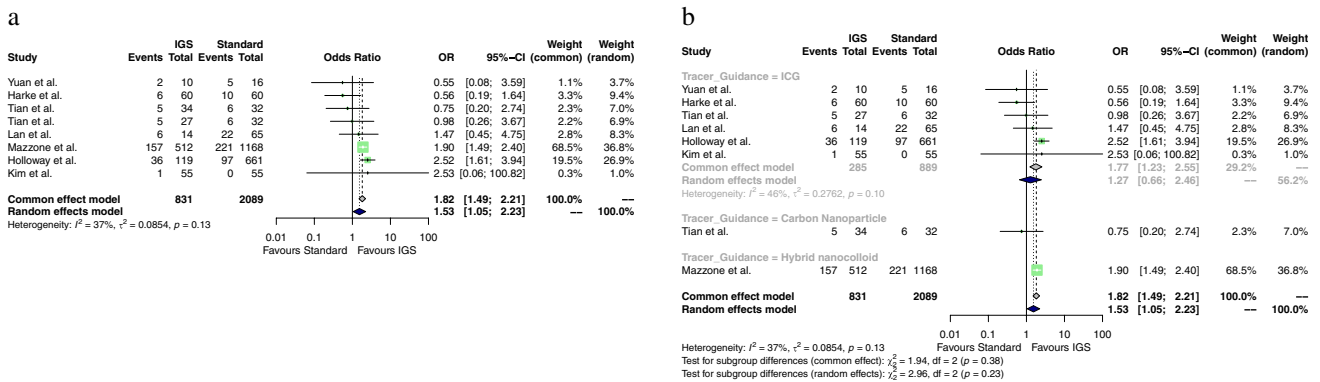 a
IGS Standard Weight Weight
Study Events Total Events Total Odds Ratio OR 95%−CI (common) (random)
Yuan et al. 2 10 5 16 0.55 [0.08; 3.59] 1.1% 3.7%
Harke et al. 6 60 10 60 0.56 [0.19; 1.64] 3.3% 9.4%
Tian et al. 5 34 6 32 0.75 [0.20; 2.74] 2.3% 7.0%
Tian et al. 5 27 6 32 0.98 [0.26; 3.67] 2.2% 6.9%
Lan et al. 6 14 22 65 1.47 [0.45; 4.75] 2.8% 8.3%
Mazzone et al. 157 512 221 1168 1.90 [1.49; 2.40] 68.5% 36.8%
Holloway et al. 36 119 97 661 2.52 [1.61; 3.94] 19.5% 26.9%
Kim et al. 1 55 0 55 2.53 [0.06; 100.82] 0.3% 1.0%
Common effect model 831 2089 1.82 [1.49; 2.21] 100.0% −−
Random effects model 1.53 [1.05; 2.23] −− 100.0%
Heterogeneity: I² = 37%, τ² = 0.0854, p = 0.13
0.01 0.1 1 10 100
Favours Standard Favours IGS
b
IGS Standard Weight Weight
Study Events Total Events Total Odds Ratio OR 95%−CI (common) (random)
Tracer_Guidance = ICG
Yuan et al. 2 10 5 16 0.55 [0.08; 3.59] 1.1% 3.7%
Harke et al. 6 60 10 60 0.56 [0.19; 1.64] 3.3% 9.4%
Tian et al. 5 27 6 32 0.98 [0.26; 3.67] 2.2% 6.9%
Lan et al. 6 14 22 65 1.47 [0.45; 4.75] 2.8% 8.3%
Holloway et al. 36 119 97 661 2.52 [1.61; 3.94] 19.5% 26.9%
Kim et al. 1 55 0 55 2.53 [0.06; 100.82] 0.3% 1.0%
Common effect model 285 889 1.77 [1.23; 2.55] 29.2% −−
Random effects model 1.27 [0.66; 2.46] −− 56.2%
Heterogeneity: I² = 46%, τ² = 0.2762, p = 0.10
Tracer_Guidance = Carbon Nanoparticle
Tian et al. 5 34 6 32 0.75 [0.20; 2.74] 2.3% 7.0%
Tracer_Guidance = Hybrid nanocolloid
Mazzone et al. 157 512 221 1168 1.90 [1.49; 2.40] 68.5% 36.8%
Common effect model 831 2089 1.82 [1.49; 2.21] 100.0% −−
Random effects model 1.53 [1.05; 2.23] −− 100.0%
0.01 0.1 1 10 100
Heterogeneity: I² = 37%, τ² = 0.0854, p = 0.13 Favours Standard Favours IGS
Test for subgroup differences (common effect): χ²₂ = 1.94, df = 2 (p = 0.38)
Test for subgroup differences (random effects): χ²₂ = 2.96, df = 2 (p = 0.23)